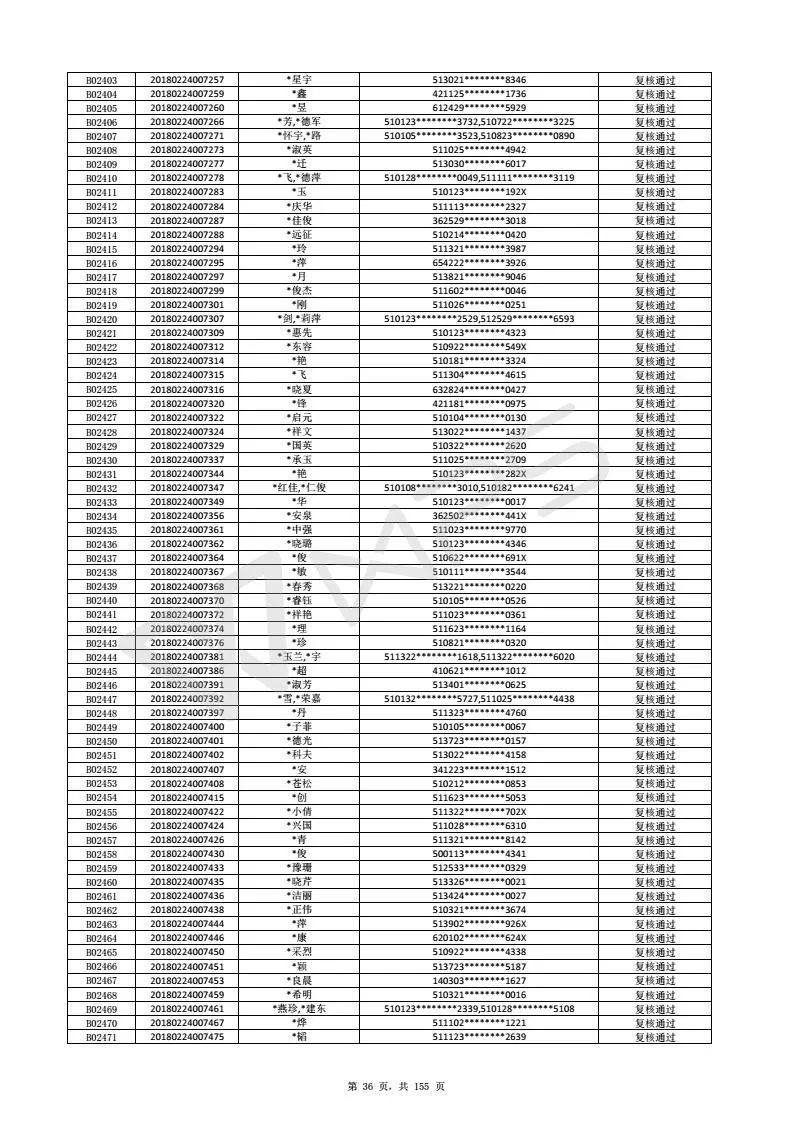 B02403 20180224007257 *星宇 513021********8346 复核通过
B02404 20180224007259 *鑫 421125********1736 复核通过
B02405 20180224007260 *昱 612429********5929 复核通过
B02406 20180224007266 *芳,*德军 510123********3732,510722********3225 复核通过
B02407 20180224007271 *怀宇,*路 510105********3523,510823********0890 复核通过
B02408 20180224007273 *淑英 511025********4942 复核通过
B02409 20180224007277 *迁 513030********6017 复核通过
B02410 20180224007278 *飞,*德萍 510128********0049,511111********3119 复核通过
B02411 20180224007283 *玉 510123********192X 复核通过
B02412 20180224007284 *庆华 511113********2327 复核通过
B02413 20180224007287 *佳俊 362529********3018 复核通过
B02414 20180224007288 *远征 510214********0420 复核通过
B02415 20180224007294 *玲 511321********3987 复核通过
B02416 20180224007295 *萍 654222********3926 复核通过
B02417 20180224007297 *月 513821********9046 复核通过
B02418 20180224007299 *俊杰 511602********0046 复核通过
B02419 20180224007301 *刚 511026********0251 复核通过
B02420 20180224007307 *剑,*莉萍 510123********2529,512529********6593 复核通过
B02421 20180224007309 *惠先 510123********4323 复核通过
B02422 20180224007312 *东容 510922********549X 复核通过
B02423 20180224007314 *艳 510181********3324 复核通过
B02424 20180224007315 *飞 511304********4615 复核通过
B02425 20180224007316 *晓夏 632824********0427 复核通过
B02426 20180224007320 *锋 421181********0975 复核通过
B02427 20180224007322 *启元 510104********0130 复核通过
B02428 20180224007324 *祥文 513022********1437 复核通过
B02429 20180224007329 *国英 510322********2620 复核通过
B02430 20180224007337 *承玉 511025********2709 复核通过
B02431 20180224007344 *艳 510123********282X 复核通过
B02432 20180224007347 *红佳,*仁俊 510108********3010,510182********6241 复核通过
B02433 20180224007349 *华 510123********0017 复核通过
B02434 20180224007356 *安泉 362502********441X 复核通过
B02435 20180224007361 *中强 511023********9770 复核通过
B02436 20180224007362 *晓璐 510123********4346 复核通过
B02437 20180224007364 *俊 510622********691X 复核通过
B02438 20180224007367 *敏 510111********3544 复核通过
B02439 20180224007368 *春秀 513221********0220 复核通过
B02440 20180224007370 *睿钰 510105********0526 复核通过
B02441 20180224007372 *祥艳 511023********0361 复核通过
B02442 20180224007374 *理 511623********1164 复核通过
B02443 20180224007376 *珍 510821********0320 复核通过
B02444 20180224007381 *玉兰,*宇 511322********1618,511322********6020 复核通过
B02445 20180224007386 *超 410621********1012 复核通过
B02446 20180224007391 *淑芳 513401********0625 复核通过
B02447 20180224007392 *雪,*荣嘉 510132********5727,511025********4438 复核通过
B02448 20180224007397 *丹 511323********4760 复核通过
B02449 20180224007400 *子菲 510105********0067 复核通过
B02450 20180224007401 *德光 513723********0157 复核通过
B02451 20180224007402 *科夫 513022********4158 复核通过
B02452 20180224007407 *安 341223********1512 复核通过
B02453 20180224007408 *苍松 510212********0853 复核通过
B02454 20180224007415 *创 511623********5053 复核通过
B02455 20180224007422 *小倩 511322********702X 复核通过
B02456 20180224007424 *兴国 511028********6310 复核通过
B02457 20180224007426 *青 511321********8142 复核通过
B02458 20180224007430 *俊 500113********4341 复核通过
B02459 20180224007433 *豫珊 512533********0329 复核通过
B02460 20180224007435 *晓芹 513326********0021 复核通过
B02461 20180224007436 *洁丽 513424********0027 复核通过
B02462 20180224007438 *正伟 510321********3674 复核通过
B02463 20180224007444 *萍 513902********926X 复核通过
B02464 20180224007446 *康 620102********624X 复核通过
B02465 20180224007450 *采烈 510922********4338 复核通过
B02466 20180224007451 *颖 513723********5187 复核通过
B02467 20180224007453 *良晨 140303********1627 复核通过
B02468 20180224007459 *希明 510321********0016 复核通过
B02469 20180224007461 *燕珍,*建东 510123********2339,510128********5108 复核通过
B02470 20180224007467 *烨 511102********1221 复核通过
B02471 20180224007475 *韬 511123********2639 复核通过
WPS
第 36 页，共 155 页